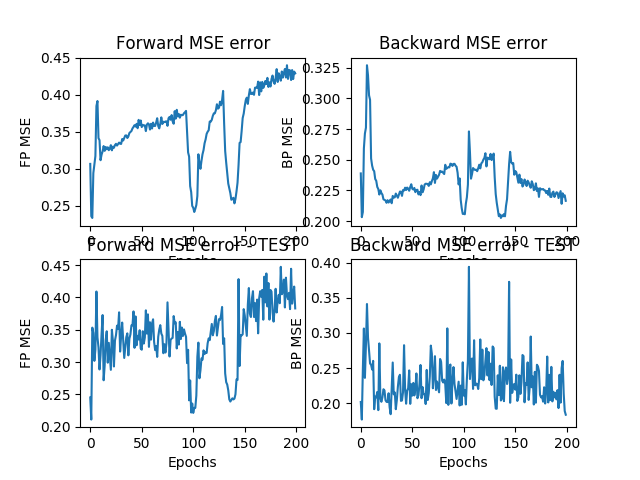 Forward MSE error
Backward MSE error
0.45
0.40
0.35
0.30
0.25
FP MSE
0 50 100 150 200
Epochs
0.325
0.300
0.275
0.250
0.225
0.200
BP MSE
0 50 100 150 200
Epochs
Forward MSE error - TEST
Backward MSE error - TEST
0.45
0.40
0.35
0.30
0.25
0.20
FP MSE
0 50 100 150 200
Epochs
0.40
0.35
0.30
0.25
0.20
BP MSE
0 50 100 150 200
Epochs